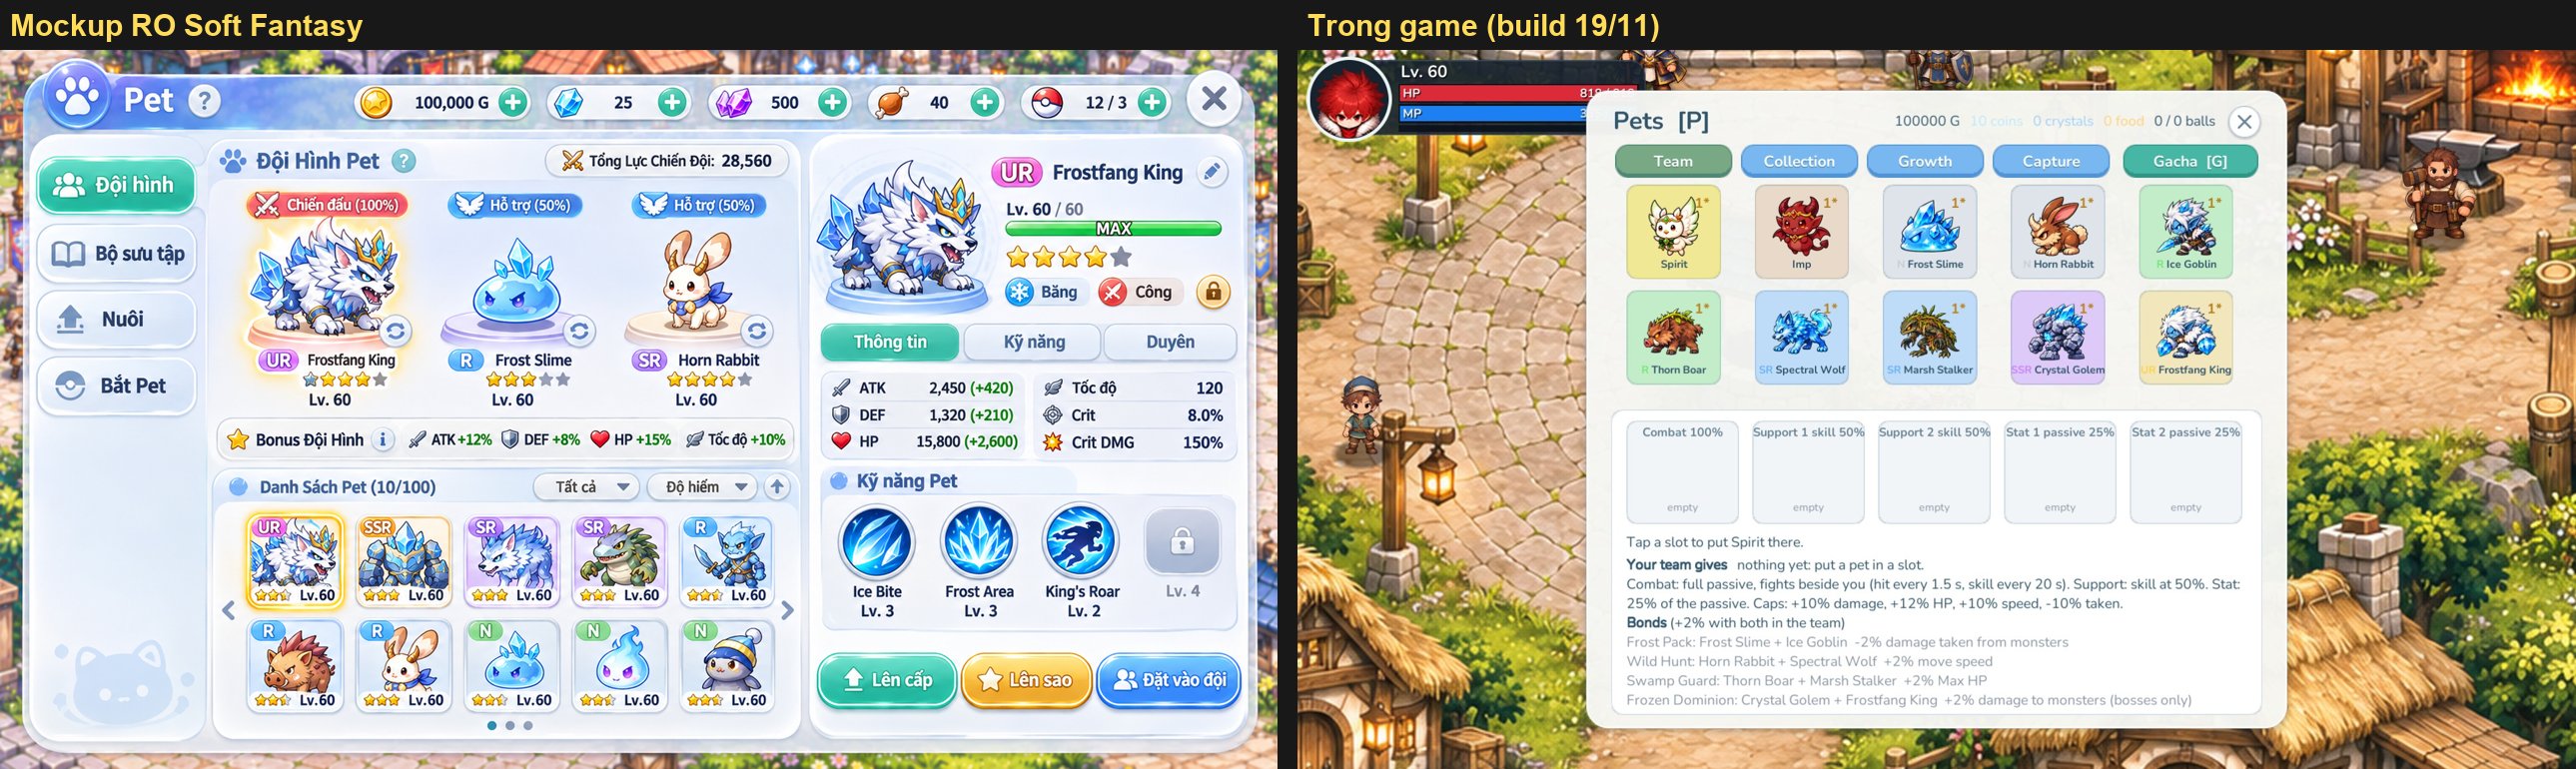 Mockup RO Soft Fantasy
Pet ?
100,000 G
25
500
40
12 / 3
Đội hình
Bộ sưu tập
Nuôi
Bắt Pet
Đội Hình Pet ?
Tổng Lực Chiến Đội: 28,560
Chiến đấu (100%)
Hỗ trợ (50%)
Hỗ trợ (50%)
UR Frostfang King
R Frost Slime
SR Horn Rabbit
Lv. 60
Lv. 60
Lv. 60
Bonus Đội Hình i ATK +12% DEF +8% HP +15% Tốc độ +10%
Danh Sách Pet (10/100)
Tất cả
Độ hiếm
UR SSR SR SR R
Lv.60 Lv.60 Lv.60 Lv.60 Lv.60
R R N N N
Lv.60 Lv.60 Lv.60 Lv.60 Lv.60
UR Frostfang King
Lv. 60 / 60
MAX
Băng Công
Thông tin Kỹ năng Duyên
ATK 2,450 (+420)
DEF 1,320 (+210)
HP 15,800 (+2,600)
Tốc độ 120
Crit 8.0%
Crit DMG 150%
Kỹ năng Pet
Ice Bite
Lv. 3
Frost Area
Lv. 3
King's Roar
Lv. 2
Lv. 4
Lên cấp
Lên sao
Đặt vào đội
Trong game (build 19/11)
Lv. 60
HP
MP
Pets [P]
100000 G 10 coins 0 crystals 0 food 0 / 0 balls
Team Collection Growth Capture Gacha [G]
1* 1* 1* 1* 1*
Spirit
Imp
N Frost Slime
N Horn Rabbit
R Ice Goblin
1* 1* 1* 1* 1*
R Thorn Boar
SR Spectral Wolf
SR Marsh Stalker
SSR Crystal Golem
UR Frostfang King
Combat 100%
Support 1 skill 50%
Support 2 skill 50%
Stat 1 passive 25%
Stat 2 passive 25%
empty empty empty empty empty
Tap a slot to put Spirit there.
Your team gives nothing yet: put a pet in a slot.
Combat: full passive, fights beside you (hit every 1.5 s, skill every 20 s). Support: skill at 50%. Stat:
25% of the passive. Caps: +10% damage, +12% HP, +10% speed, -10% taken.
Bonds (+2% with both in the team)
Frost Pack: Frost Slime + Ice Goblin -2% damage taken from monsters
Wild Hunt: Horn Rabbit + Spectral Wolf +2% move speed
Swamp Guard: Thorn Boar + Marsh Stalker +2% Max HP
Frozen Dominion: Crystal Golem + Frostfang King +2% damage to monsters (bosses only)